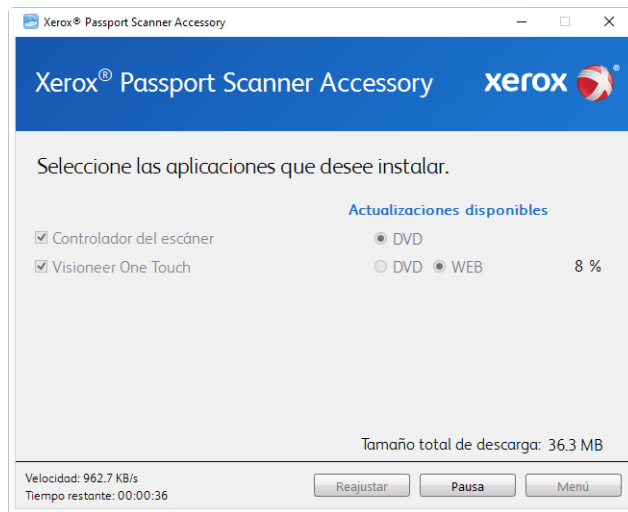 Xerox® Passport Scanner Accessory
Xerox® Passport Scanner Accessory
xerox ®
Seleccione las aplicaciones que desee instalar.
Actualizaciones disponibles
Controlador del escáner DVD
Visioneer One Touch DVD WEB 8 %
Tamaño total de descarga: 36.3 MB
Velocidad: 962.7 KB/s
Tiempo restante: 00:00:36
Reajustar Pausa Menú